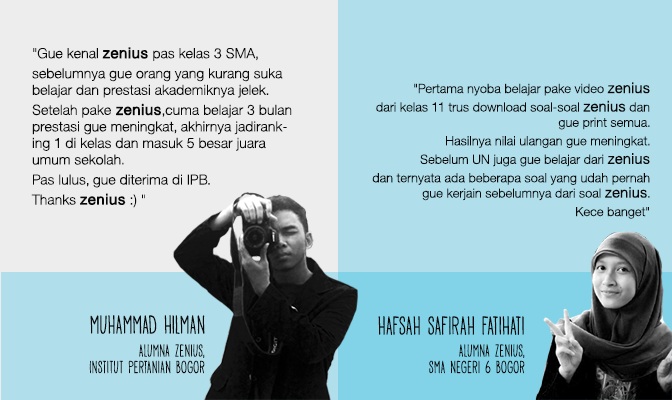 "Gue kenal zenius pas kelas 3 SMA,
sebelumnya gue orang yang kurang suka
belajar dan prestasi akademiknya jelek.
Setelah pake zenius,cuma belajar 3 bulan
prestasi gue meningkat, akhirnya jadirank-
ing 1 di kelas dan masuk 5 besar juara
umum sekolah.
Pas lulus, gue diterima di IPB.
Thanks zenius :) "
MUHAMMAD HILMAN
ALUMNA ZENIUS,
INSTITUT PERTANIAN BOGOR
"Pertama nyoba belajar pake video zenius
dari kelas 11 trus download soal-soal zenius dan
gue print semua.
Hasilnya nilai ulangan gue meningkat.
Sebelum UN juga gue belajar dari zenius
dan ternyata ada beberapa soal yang udah pernah
gue kerjain sebelumnya dari soal zenius.
Kece banget"
HAFSAH SAFIRAH FATIHATI
ALUMNA ZENIUS,
SMA NEGERI 6 BOGOR